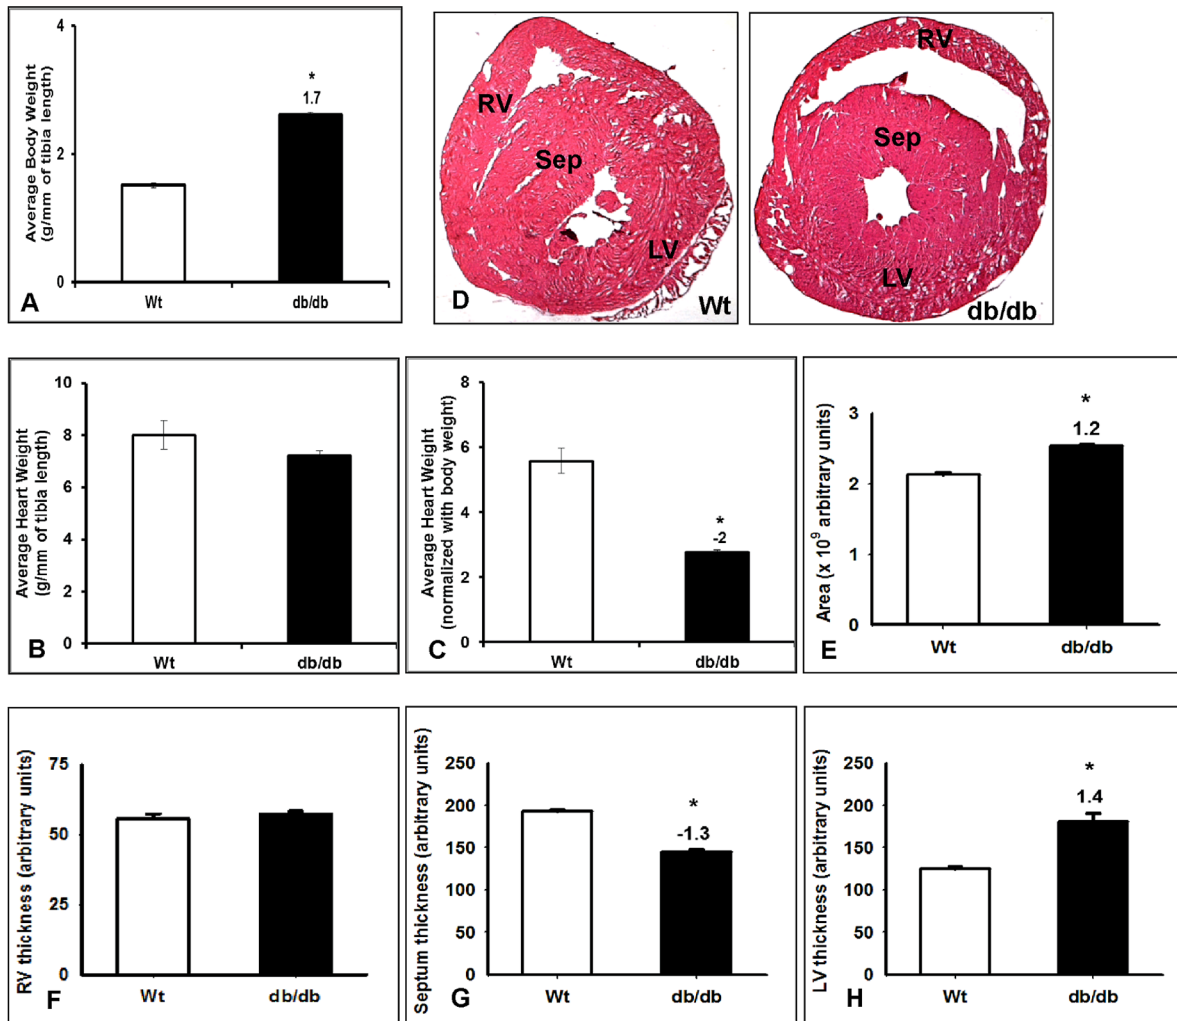 4
2
0
Average Body Weight
(g/mm of tibia length)
*
1.7
Wt
db/db
A
RV
Sep
LV
D
Wt
RV
Sep
LV
db/db
10
8
6
4
2
0
Average Heart Weight
(g/mm of tibia length)
B
Wt
db/db
8
6
4
2
0
Average Heart Weight
(normalized with body weight)
*
-2
C
Wt
db/db
3
2
1
0
Area (x 10⁹ arbitrary units)
*
1.2
E
Wt
db/db
75
50
25
0
RV thickness (arbitrary units)
F
Wt
db/db
250
200
150
100
50
0
Septum thickness (arbitrary units)
*
-1.3
G
Wt
db/db
250
200
150
100
50
0
LV thickness (arbitrary units)
*
1.4
H
Wt
db/db